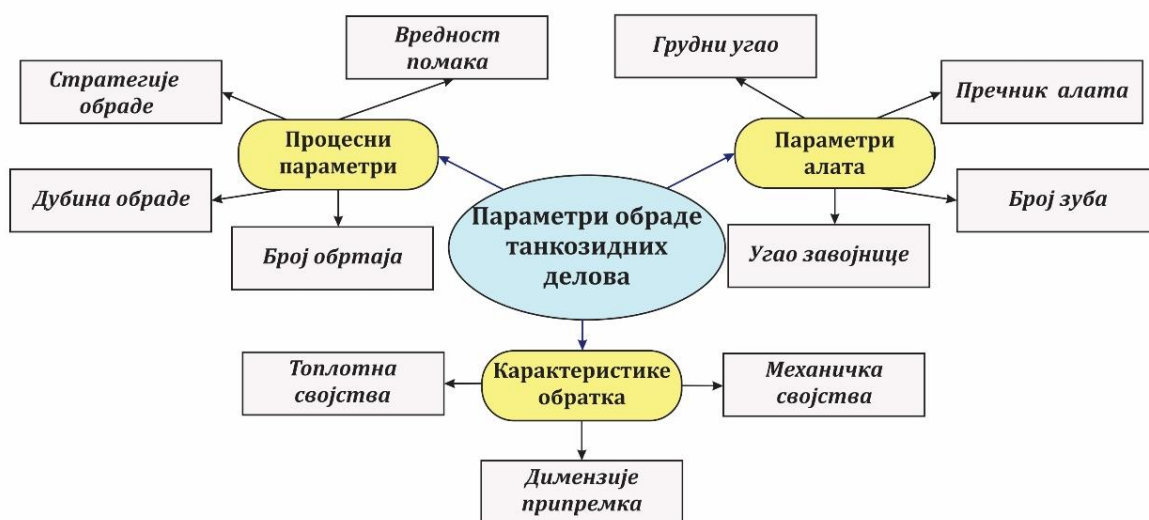 Вредност
помака
Стратегије
обраде
Процесни
параметри
Дубина обраде
Број обртаја
Грудни угао
Пречник алата
Параметри
алата
Број зуба
Угао завојнице
Параметри обраде
танкозидних
делова
Топлотна
својства
Карактеристике
обратка
Механичка
својства
Димензије
припремка